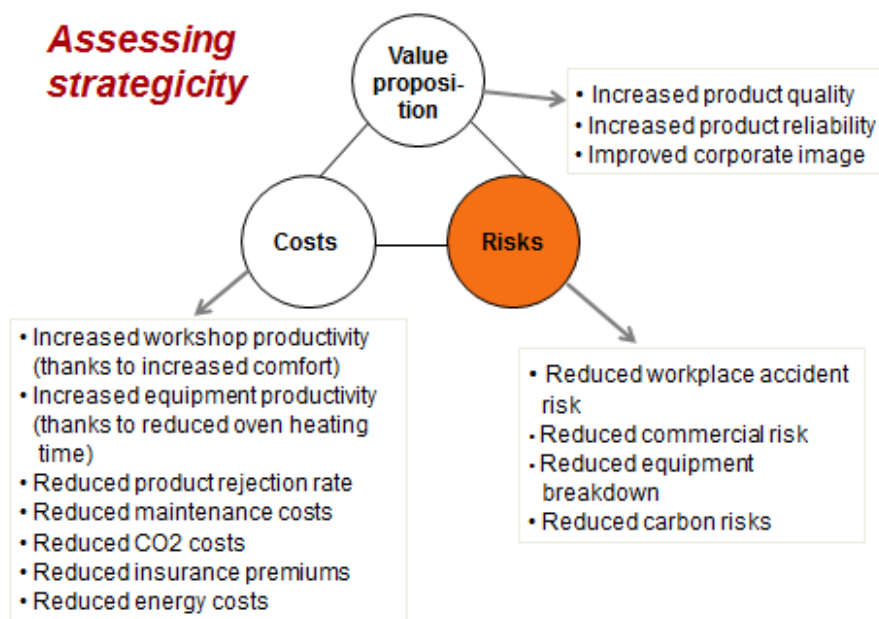 Assessing
strategicity
Value
proposi-
tion
• Increased product quality
• Increased product reliability
• Improved corporate image
Costs
Risks
• Increased workshop productivity
(thanks to increased comfort)
• Increased equipment productivity
(thanks to reduced oven heating
time)
• Reduced product rejection rate
• Reduced maintenance costs
• Reduced CO2 costs
• Reduced insurance premiums
• Reduced energy costs
• Reduced workplace accident
risk
• Reduced commercial risk
• Reduced equipment
breakdown
• Reduced carbon risks